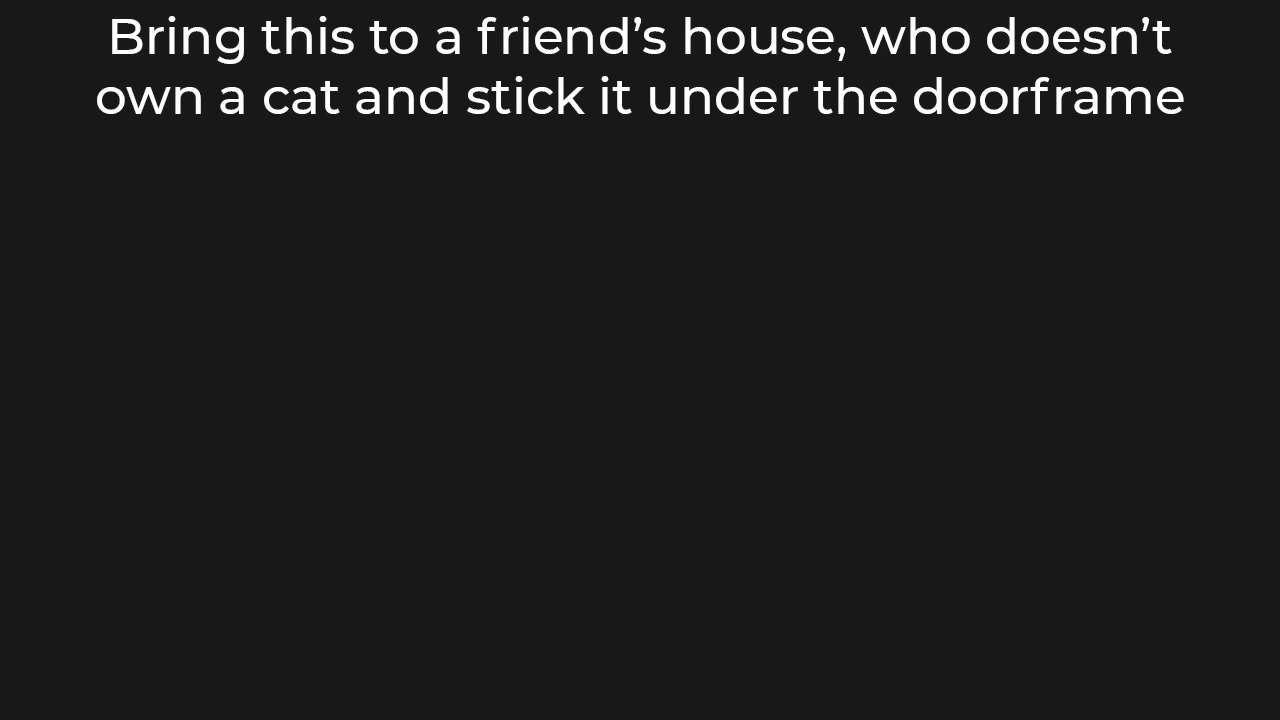 Bring this to a friend’s house, who doesn’t
own a cat and stick it under the doorframe